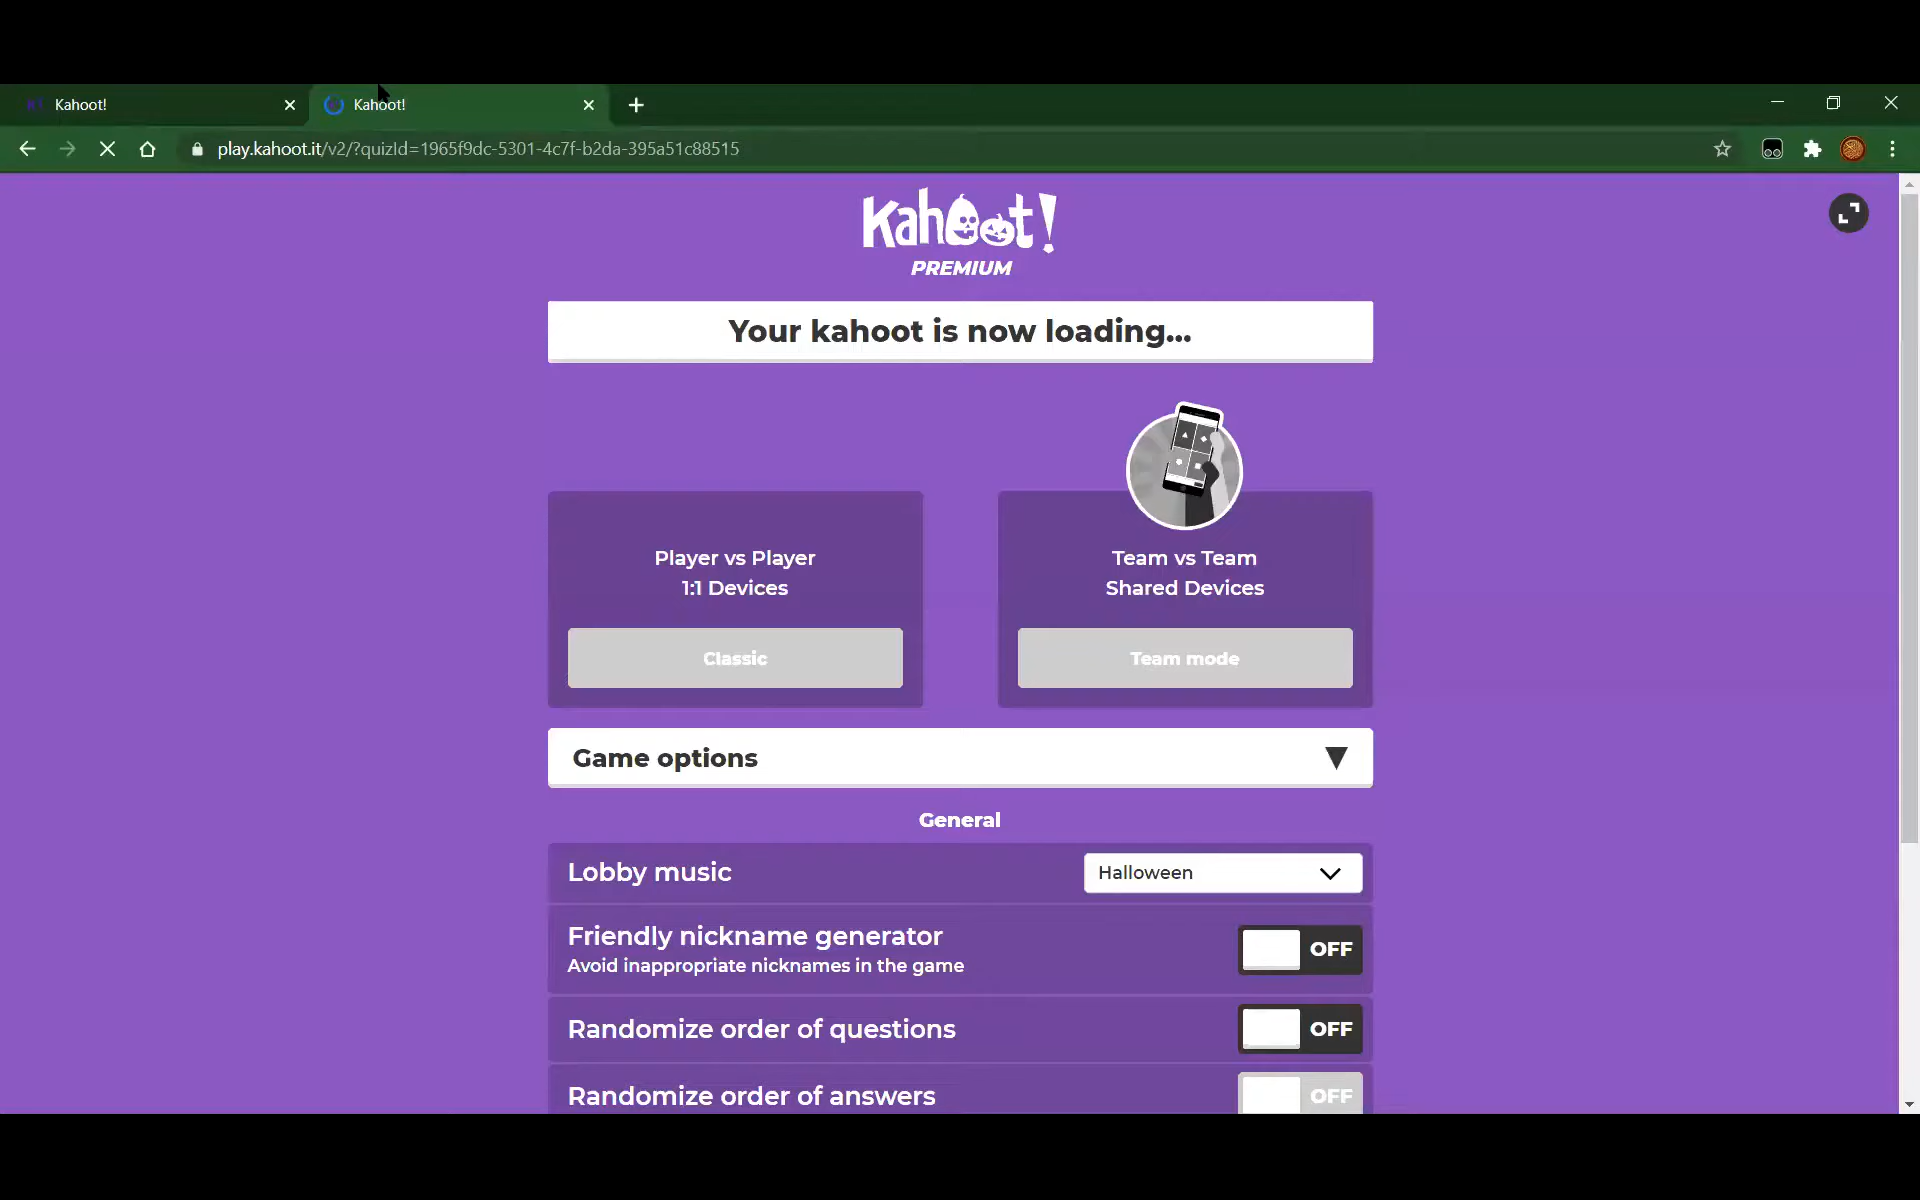 Kahoot!
Kahoot!
play.kahoot.it/v2/?quizId=1965f9dc-5301-4c7f-b2da-395a51c88515
Kahoot!
PREMIUM
Your kahoot is now loading...
Player vs Player
1:1 Devices
Classic
Team vs Team
Shared Devices
Team mode
Game options
General
Lobby music
Halloween
Friendly nickname generator
OFF
Avoid inappropriate nicknames in the game
Randomize order of questions
OFF
Randomize order of answers
OFF